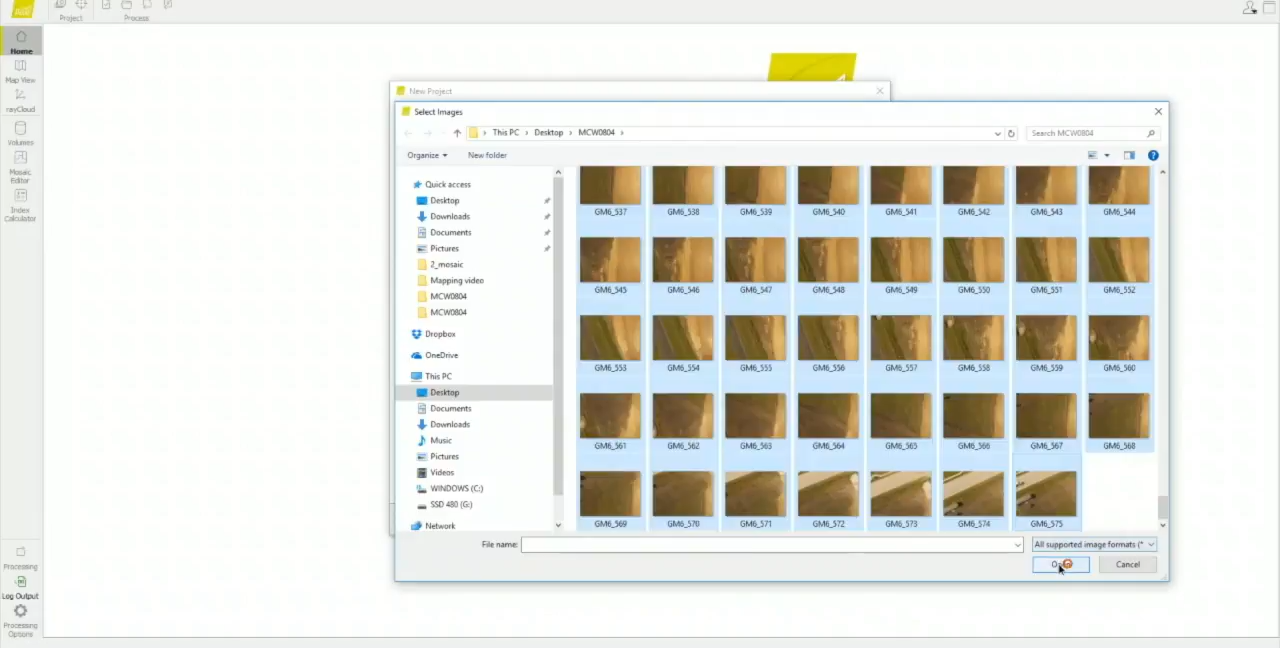 Project
Process
Home
Map View
rayCloud
Volumes
Mosaic
Editor
Index
Calculator
Processing
Log Output
Processing
Options
New Project
Select Images
This PC
Desktop
MCW0804
Search MCW0804
Organize
New folder
Quick access
Desktop
Downloads
Documents
Pictures
2_mosaic
Mapping video
MCW0804
MCW0804
Dropbox
OneDrive
This PC
Desktop
Documents
Downloads
Music
Pictures
Videos
WINDOWS (C:)
SSD 480 (G:)
Network
GM6_537 GM6_538 GM6_539 GM6_540 GM6_541 GM6_542 GM6_543 GM6_544
GM6_545 GM6_546 GM6_547 GM6_548 GM6_549 GM6_550 GM6_551 GM6_552
GM6_553 GM6_554 GM6_555 GM6_556 GM6_557 GM6_558 GM6_559 GM6_560
GM6_561 GM6_562 GM6_563 GM6_564 GM6_565 GM6_566 GM6_567 GM6_568
GM6_569 GM6_570 GM6_571 GM6_572 GM6_573 GM6_574 GM6_575
File name:
All supported image formats (*
Cancel